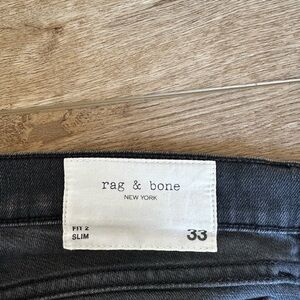 rag & bone
NEW YORK
FIT 2
SLIM
33